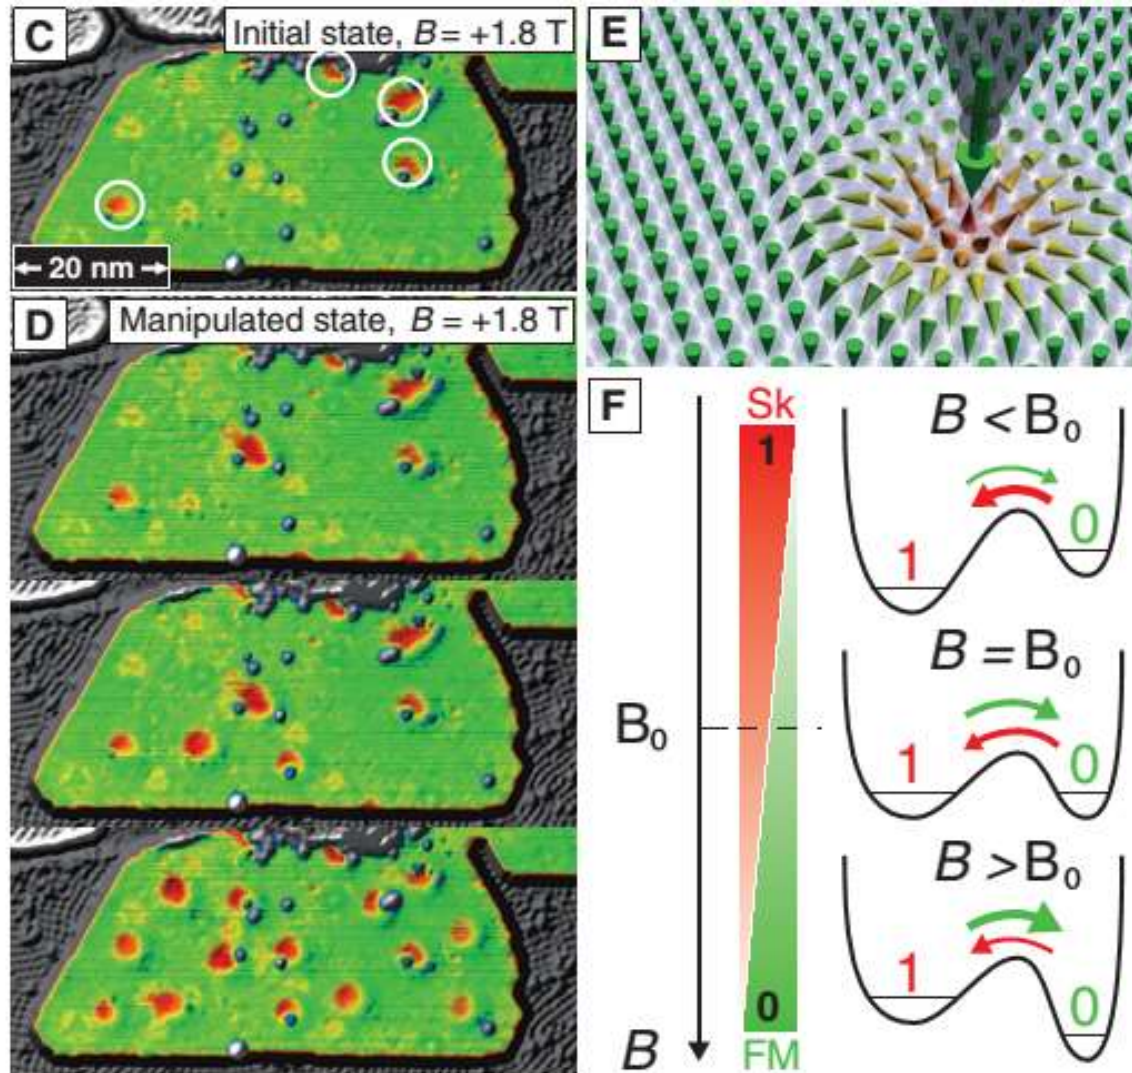 C
Initial state, B = +1.8 T
20 nm
D
Manipulated state, B = +1.8 T
E
F
Sk
1
B₀
0
FM
B
B < B₀
1
0
B = B₀
1
0
B > B₀
1
0